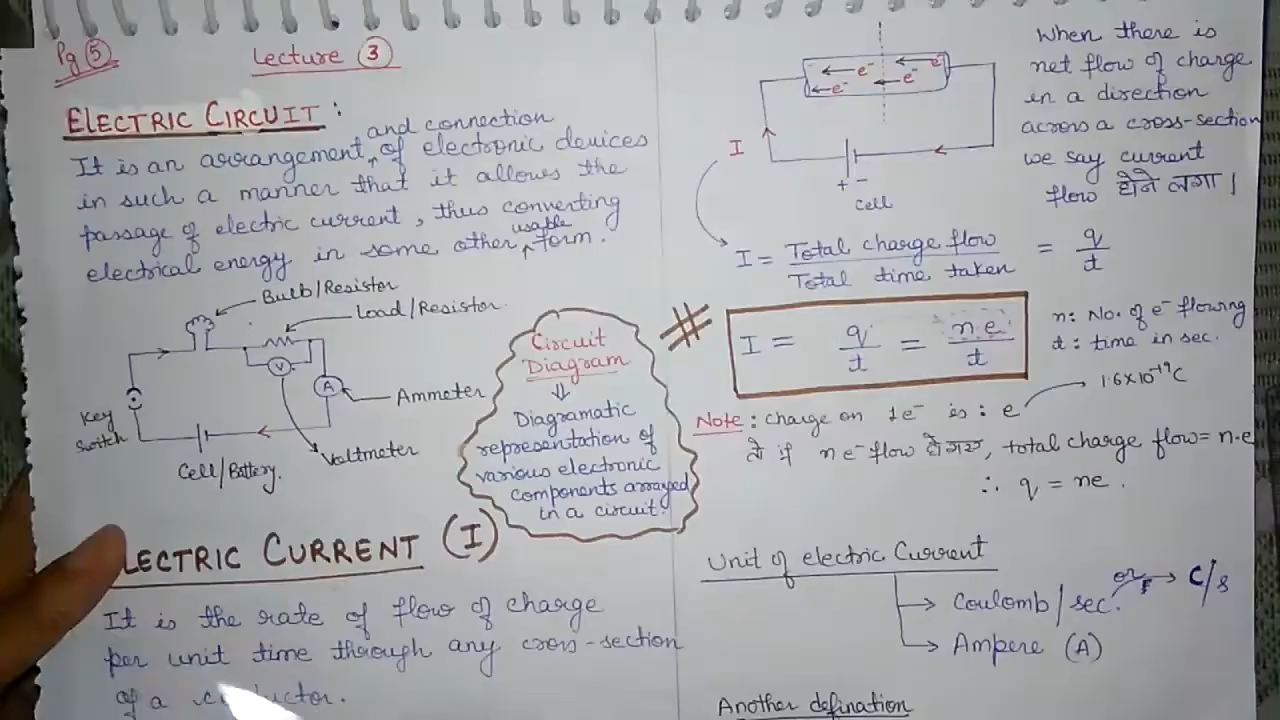 Pg 5
Lecture 3
ELECTRIC CIRCUIT :
and connection
It is an arrangement, of electronic devices
in such a manner that it allows the
passage of electric current, thus converting
usable
electrical energy in some other form.
Bulb/Resistor
Load/Resistor
V
A
Ammeter
Key
Switch
Cell/Battery.
Voltmeter
Circuit
Diagram
⇓
Diagramatic
representation of
various electronic
components arrayed
in a circuit.
LECTRIC CURRENT (I)
It is the rate of flow of charge
per unit time through any cross-section
of a
e⁻ e⁻
e⁻ e⁻
I
+ -
Cell
When there is
net flow of charge
in a direction
across a cross-section
we say current
flow होने लगा।
I = Total charge flow / Total time taken = q/t
# I = q/t = n.e/t
n: No. of e⁻ flowing
t: time in sec.
1.6×10⁻¹⁹C
Note : charge on 1e⁻ is : e
तो if n e⁻ flow हो गए, total charge flow = n.e
∴ q = ne.
Unit of electric Current
→ Coulomb/sec. or → C/s
→ Ampere (A)
Another defination